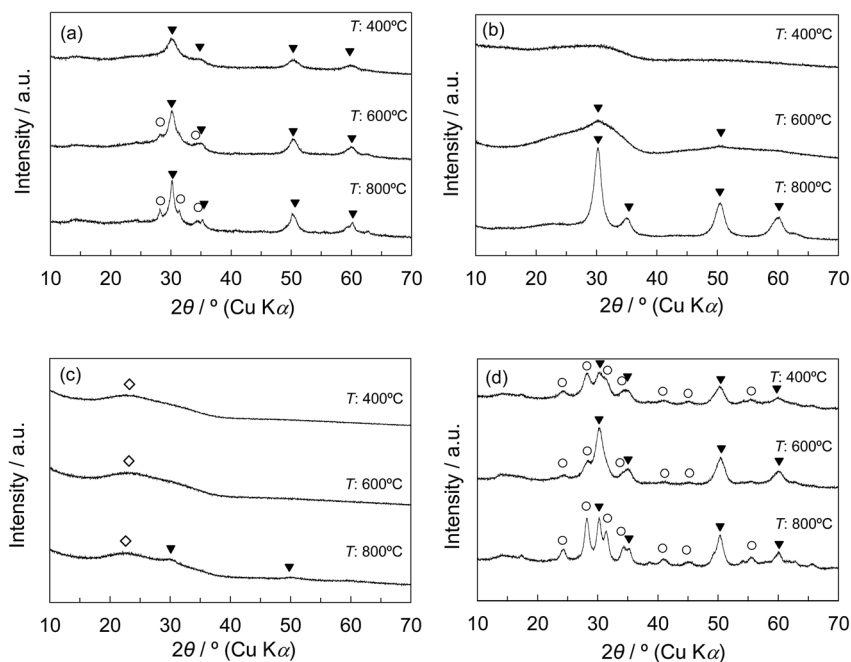 (a)
T: 400ºC
T: 600ºC
T: 800ºC
Intensity / a.u.
10 20 30 40 50 60 70
2θ / º (Cu Kα)
(b)
T: 400ºC
T: 600ºC
T: 800ºC
Intensity / a.u.
10 20 30 40 50 60 70
2θ / º (Cu Kα)
(c)
T: 400ºC
T: 600ºC
T: 800ºC
Intensity / a.u.
10 20 30 40 50 60 70
2θ / º (Cu Kα)
(d)
T: 400ºC
T: 600ºC
T: 800ºC
Intensity / a.u.
10 20 30 40 50 60 70
2θ / º (Cu Kα)